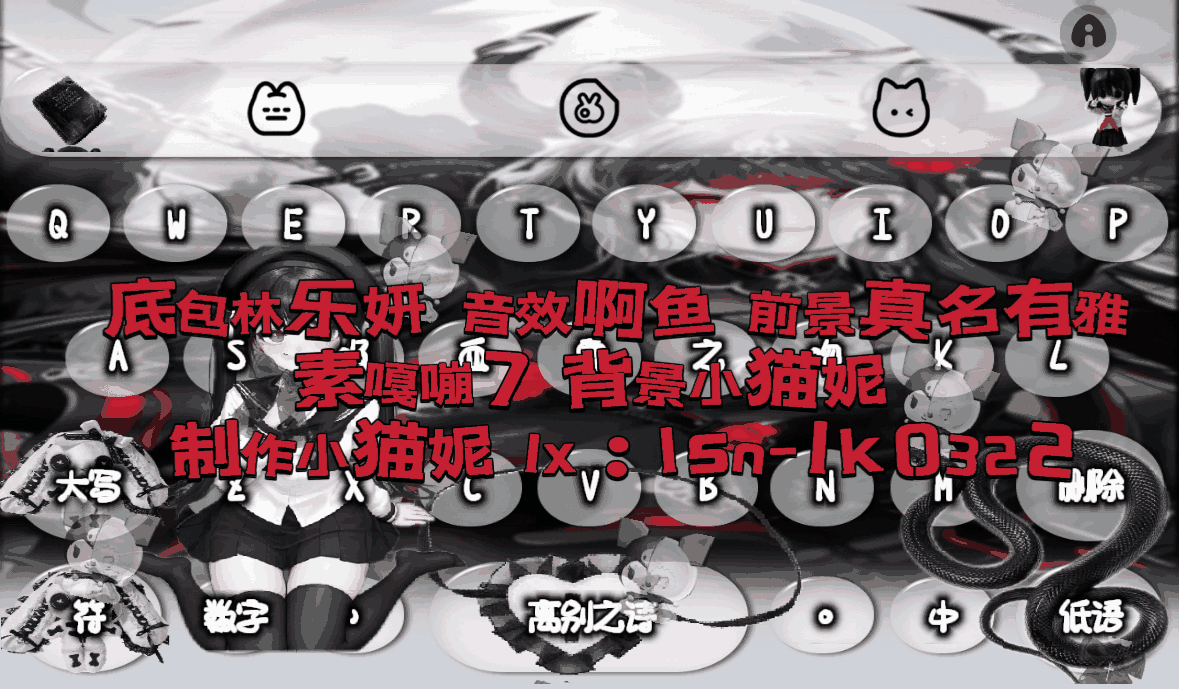 Q W E R T Y U I O P
底包林乐妍 音效啊鱼 前景真名有雅
A S 之 K L
素嘎嘣7 背景小猫妮
制作小猫妮 lx：lsn-lk0322
大写 Z X C V B N M 删除
符 数字 ， 离别之诗 。 中 低语